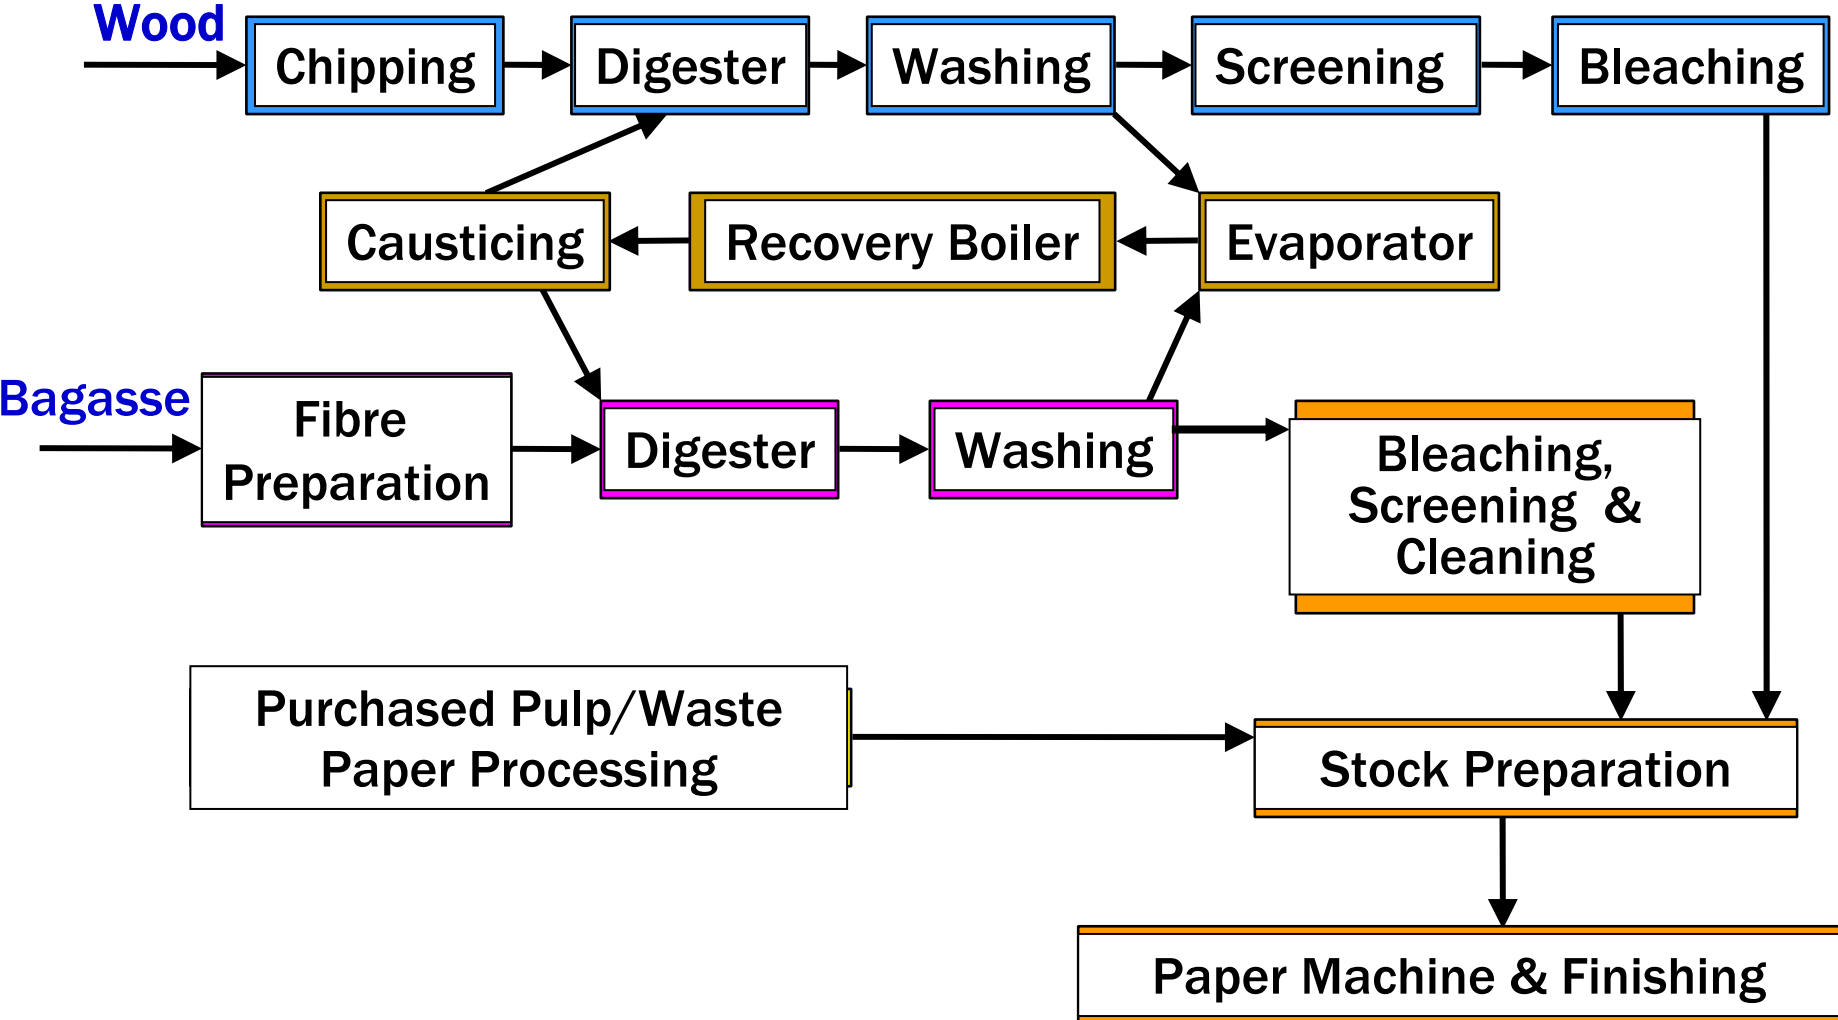 Wood
Chipping
Digester
Washing
Screening
Bleaching
Causticing
Recovery Boiler
Evaporator
Bagasse
Fibre
Preparation
Digester
Washing
Bleaching,
Screening &
Cleaning
Purchased Pulp/Waste
Paper Processing
Stock Preparation
Paper Machine & Finishing